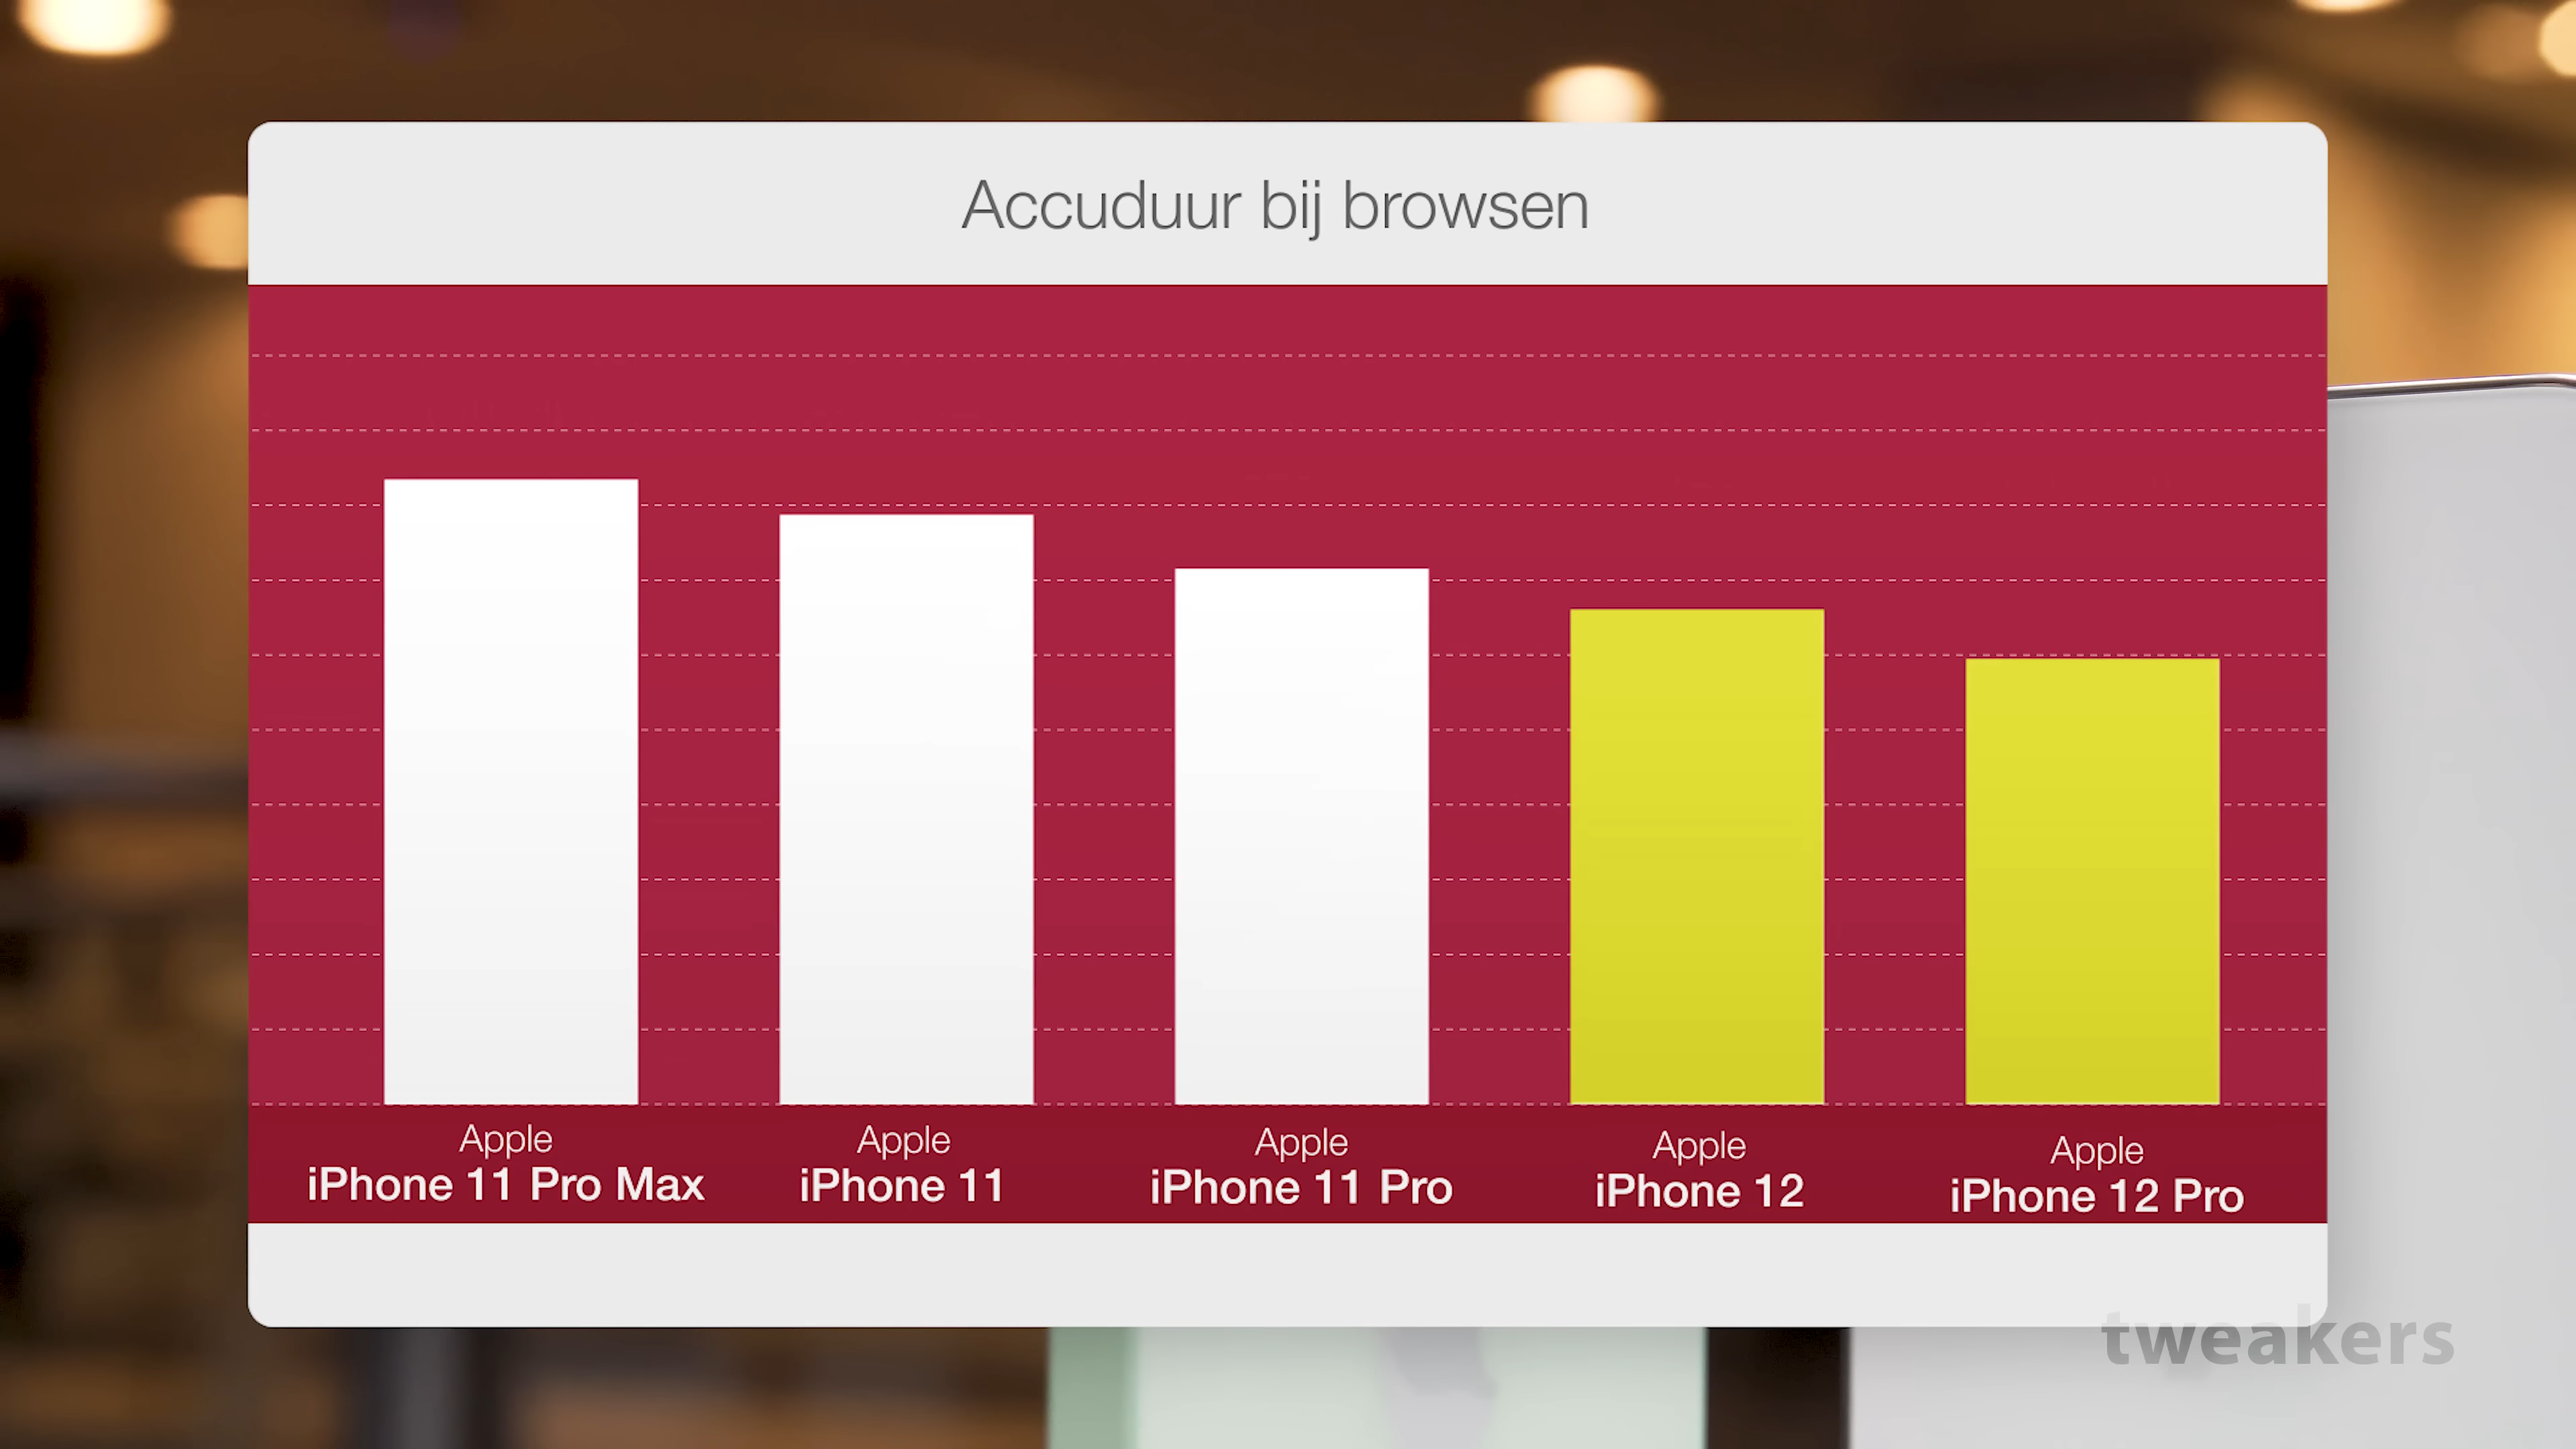 Accuduur bij browsen
Apple
iPhone 11 Pro Max
Apple
iPhone 11
Apple
iPhone 11 Pro
Apple
iPhone 12
Apple
iPhone 12 Pro
tweakers